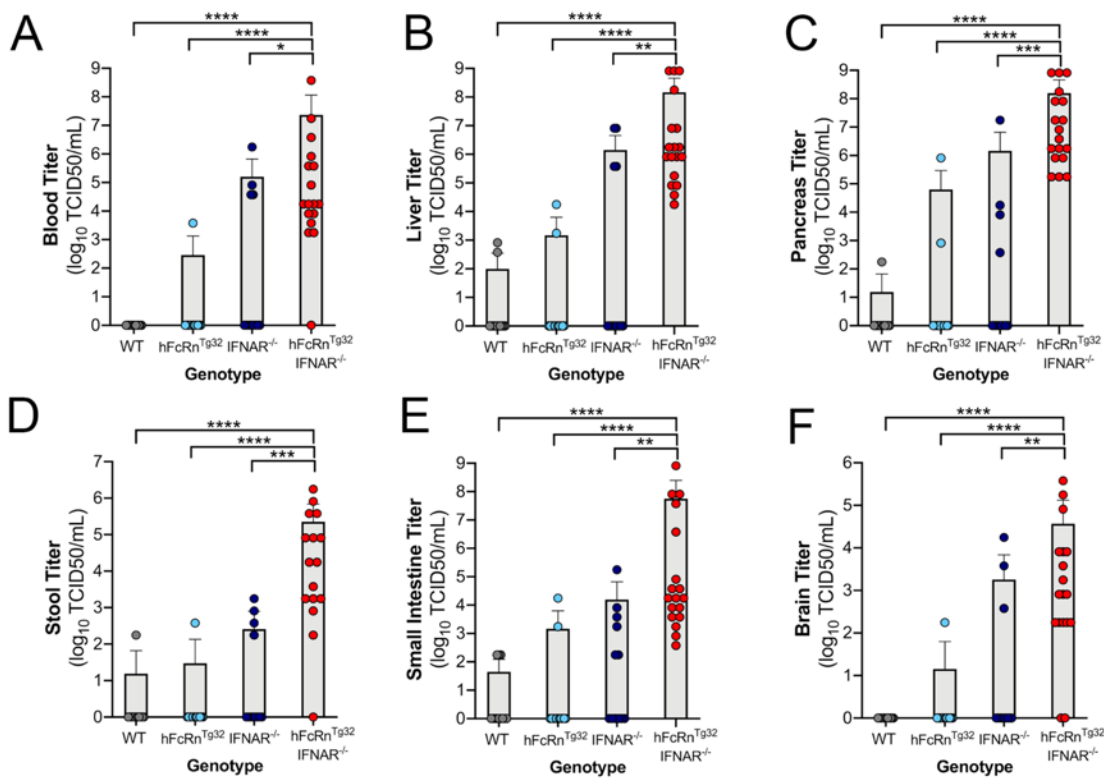 A
****
****
*
Blood Titer
(log10 TCID50/mL)
9
8
7
6
5
4
3
2
1
0
WT
hFcRnTg32
IFNAR-/-
hFcRnTg32
IFNAR-/-
Genotype
B
****
****
**
Liver Titer
(log10 TCID50/mL)
9
8
7
6
5
4
3
2
1
0
WT
hFcRnTg32
IFNAR-/-
hFcRnTg32
IFNAR-/-
Genotype
C
****
****
***
Pancreas Titer
(log10 TCID50/mL)
9
8
7
6
5
4
3
2
1
0
WT
hFcRnTg32
IFNAR-/-
hFcRnTg32
IFNAR-/-
Genotype
D
****
****
***
Stool Titer
(log10 TCID50/mL)
7
6
5
4
3
2
1
0
WT
hFcRnTg32
IFNAR-/-
hFcRnTg32
IFNAR-/-
Genotype
E
****
****
**
Small Intestine Titer
(log10 TCID50/mL)
9
8
7
6
5
4
3
2
1
0
WT
hFcRnTg32
IFNAR-/-
hFcRnTg32
IFNAR-/-
Genotype
F
****
****
**
Brain Titer
(log10 TCID50/mL)
6
5
4
3
2
1
0
WT
hFcRnTg32
IFNAR-/-
hFcRnTg32
IFNAR-/-
Genotype